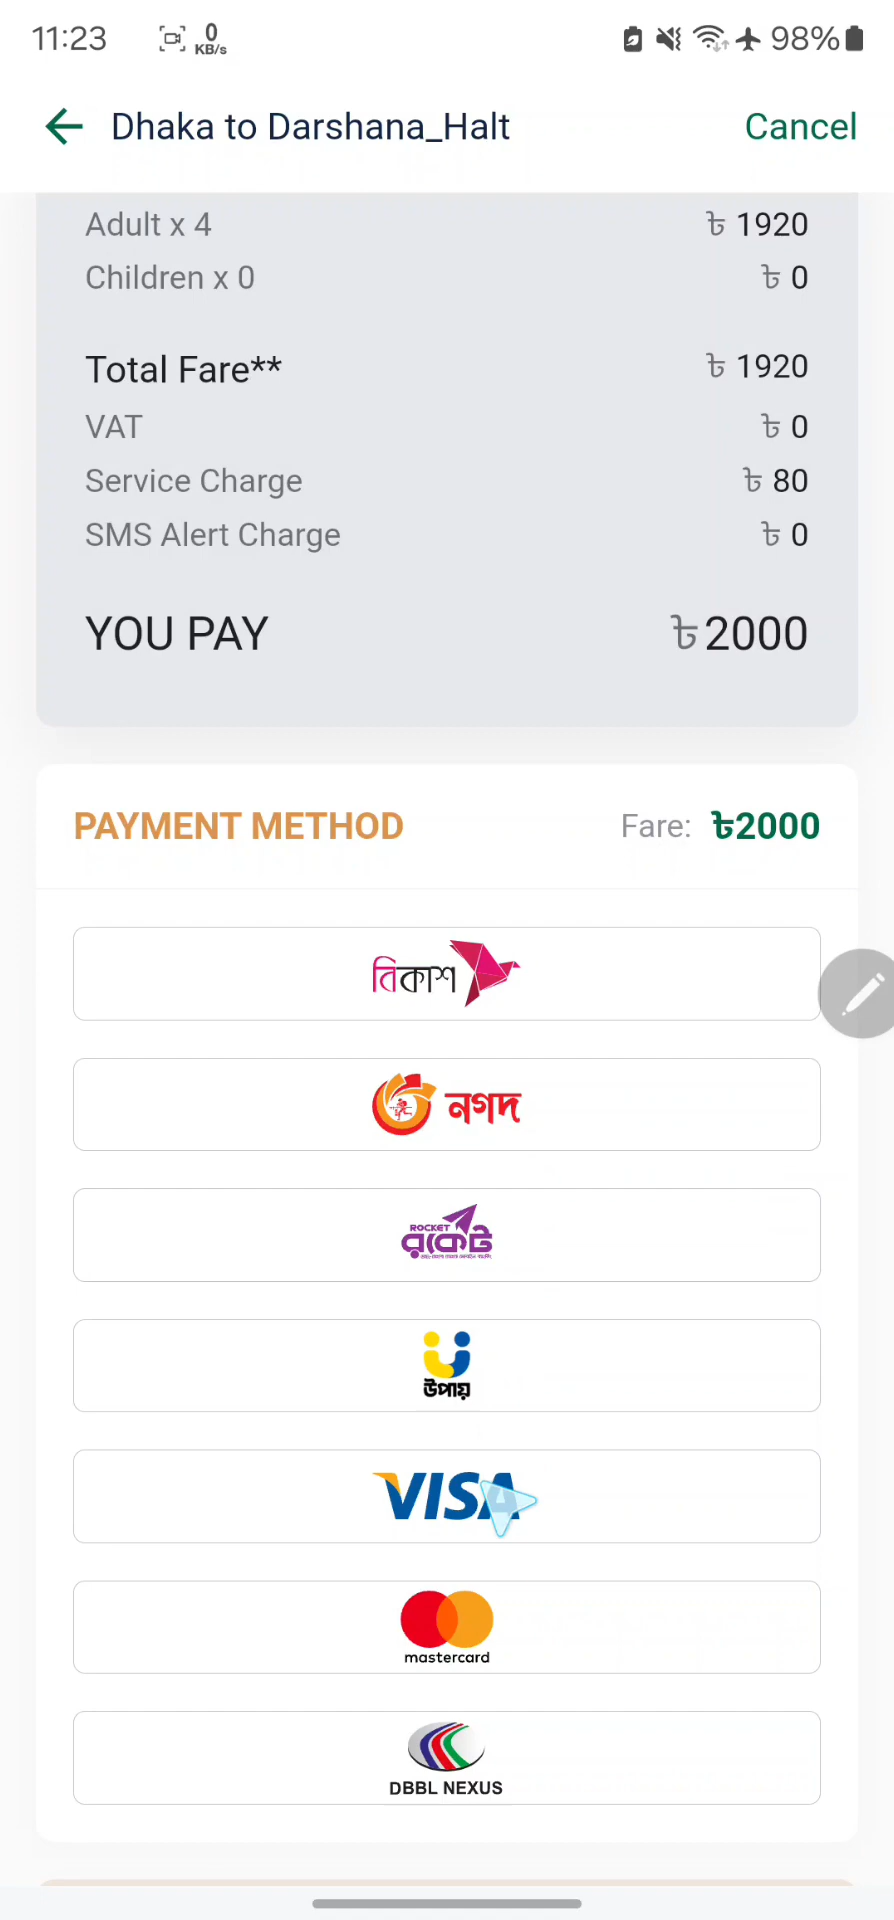 11:23 0 KB/s 98%
Dhaka to Darshana_Halt Cancel
Adult x 4 ৳ 1920
Children x 0 ৳ 0
Total Fare** ৳ 1920
VAT ৳ 0
Service Charge ৳ 80
SMS Alert Charge ৳ 0
YOU PAY ৳2000
PAYMENT METHOD Fare: ৳2000
বিকাশ
নগদ
ROCKET
রকেট
উপায়
VISA
mastercard
DBBL NEXUS